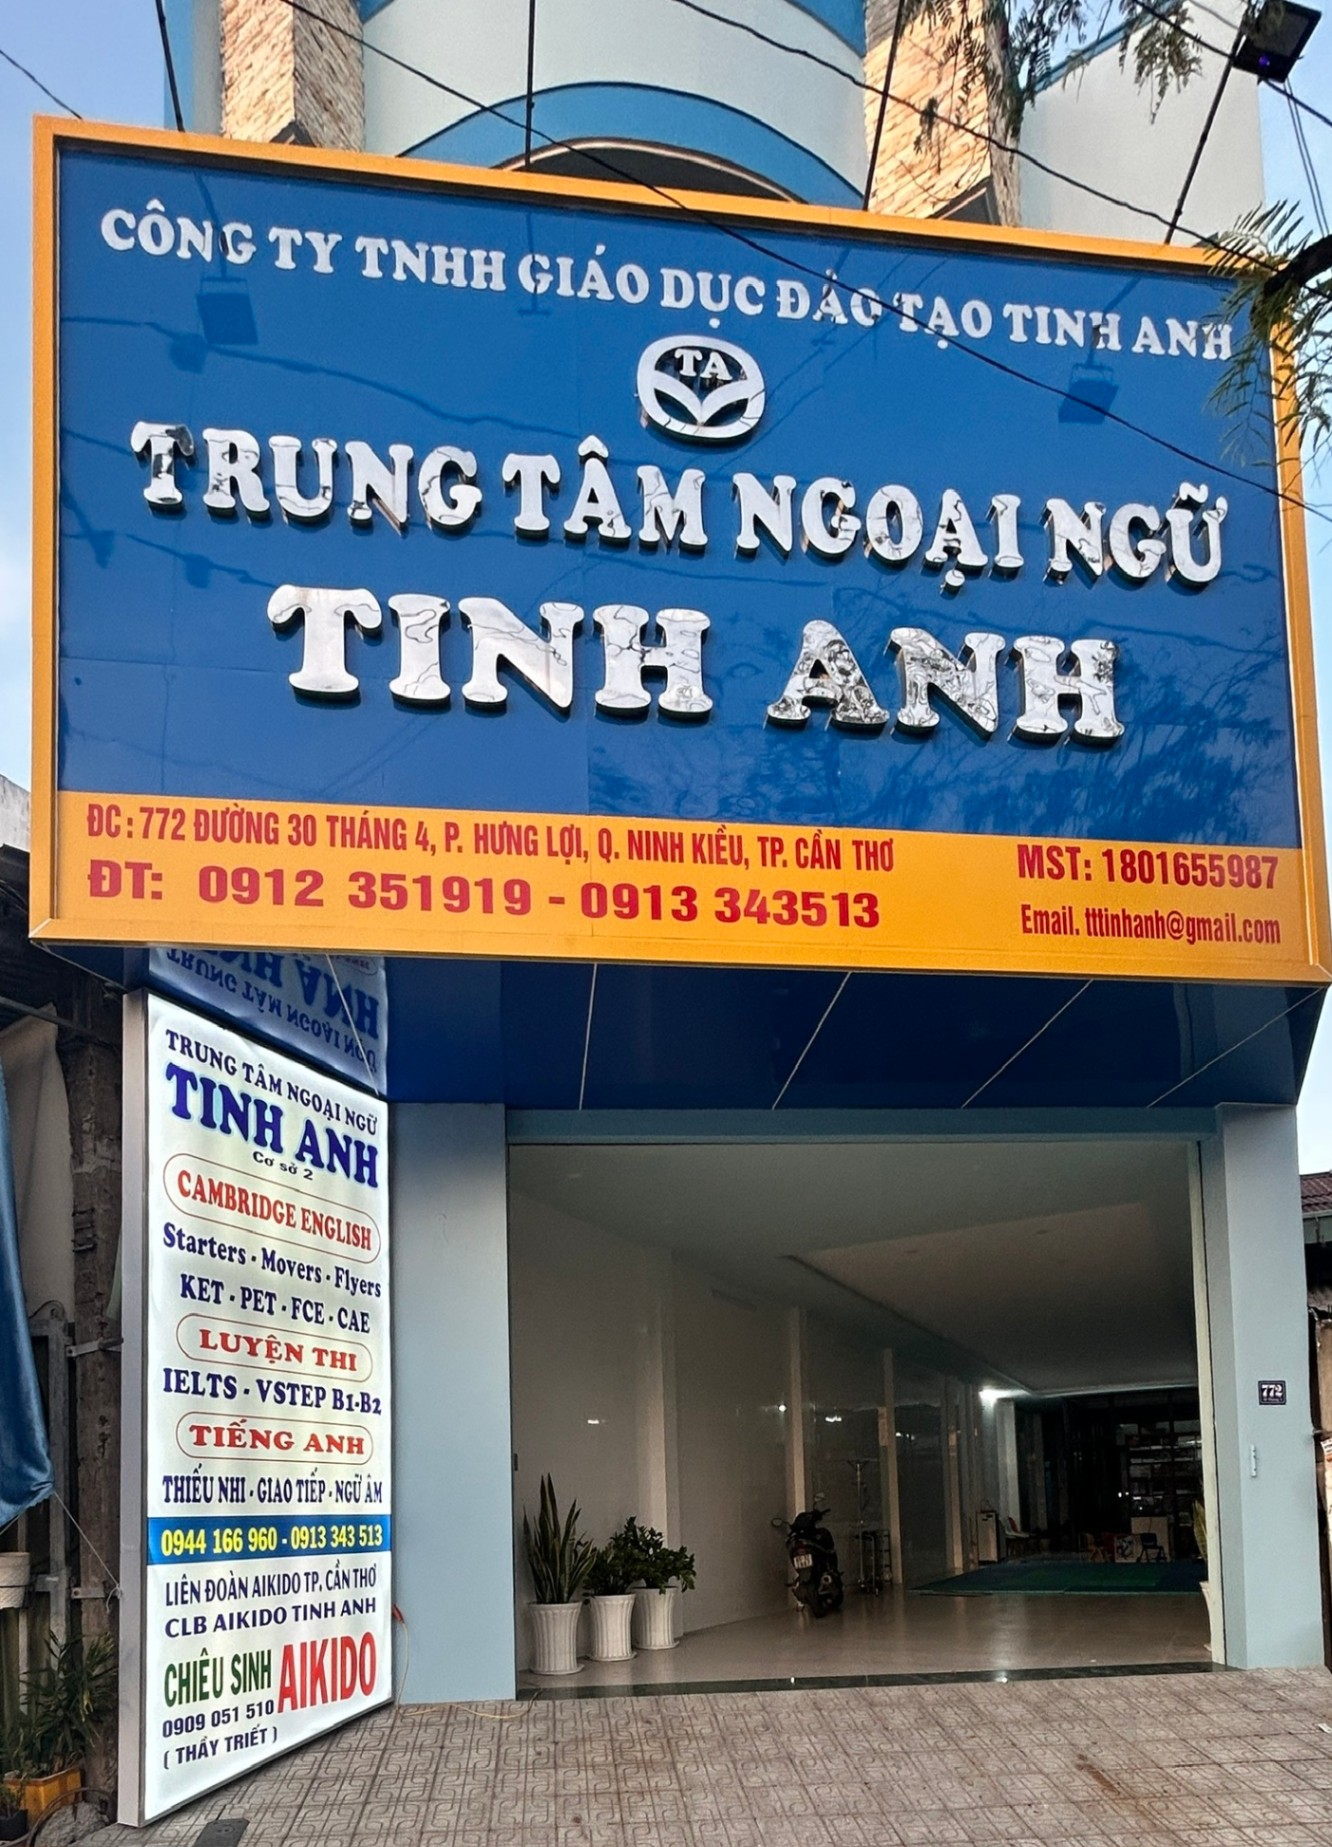 CÔNG TY TNHH GIÁO DỤC ĐÀO TẠO TINH ANH
TA
TRUNG TÂM NGOẠI NGỮ
TINH ANH
ĐC: 772 ĐƯỜNG 30 THÁNG 4, P. HƯNG LỢI, Q. NINH KIỀU, TP. CẦN THƠ
MST: 1801655987
ĐT: 0912 351919 - 0913 343513
Email. tttinhanh@gmail.com
TRUNG TÂM NGOẠI NGỮ
TINH ANH
Cơ sở 2
CAMBRIDGE ENGLISH
Starters - Movers - Flyers
KET - PET - FCE - CAE
LUYỆN THI
IELTS - VSTEP B1-B2
TIẾNG ANH
THIẾU NHI - GIAO TIẾP - NGỮ ÂM
0944 166 960 - 0913 343 513
LIÊN ĐOÀN AIKIDO TP. CẦN THƠ
CLB AIKIDO TINH ANH
CHIÊU SINH AIKIDO
0909 051 510
( THẦY TRIẾT )
772